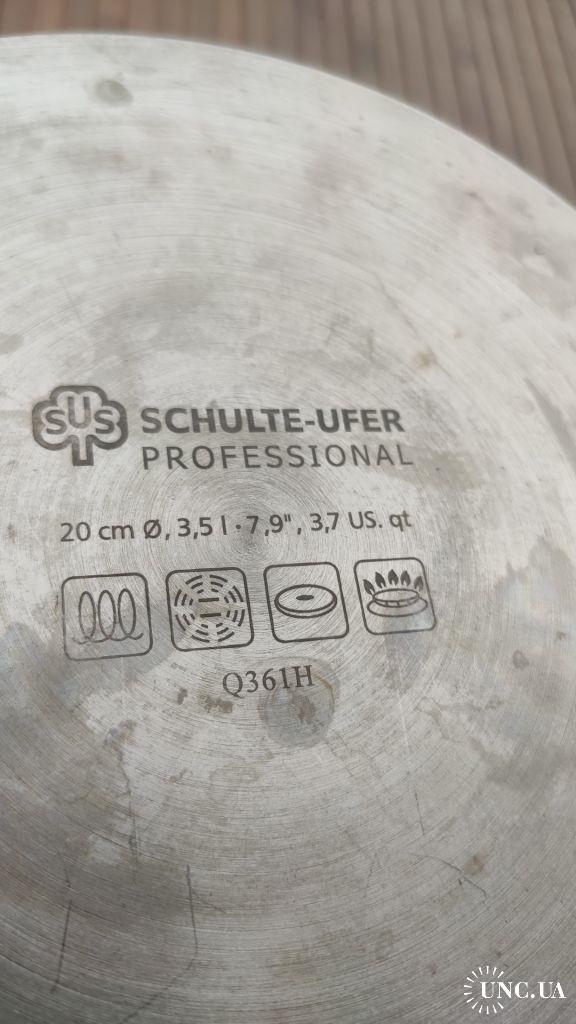 SUS SCHULTE-UFER
PROFESSIONAL
20 cm Ø, 3,5 l · 7,9", 3,7 US. qt
Q361H
UNC.UA